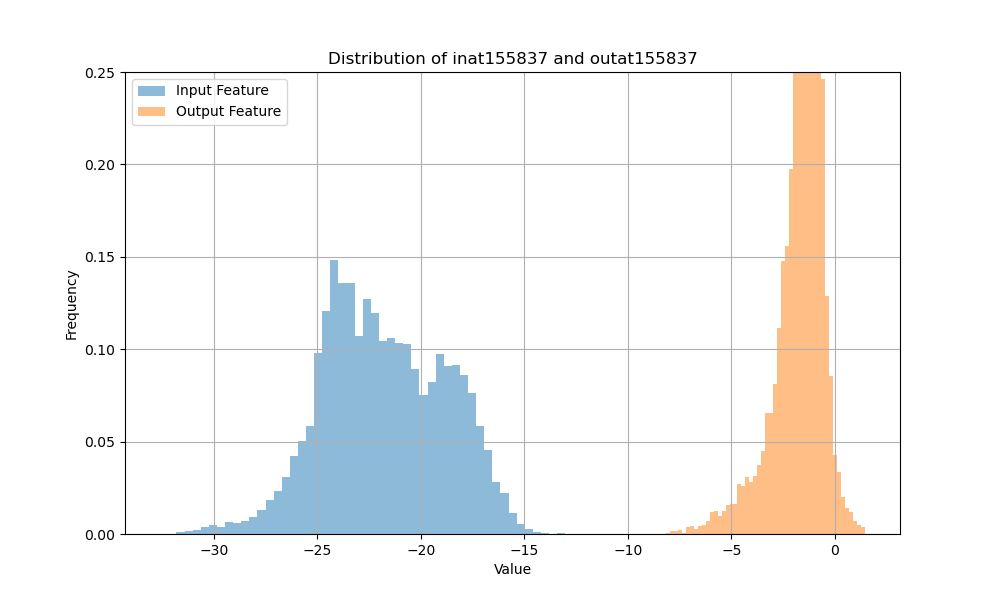 Distribution of inat155837 and outat155837
Input Feature
Output Feature
0.25
0.20
0.15
0.10
0.05
0.00
Frequency
−30 −25 −20 −15 −10 −5 0
Value